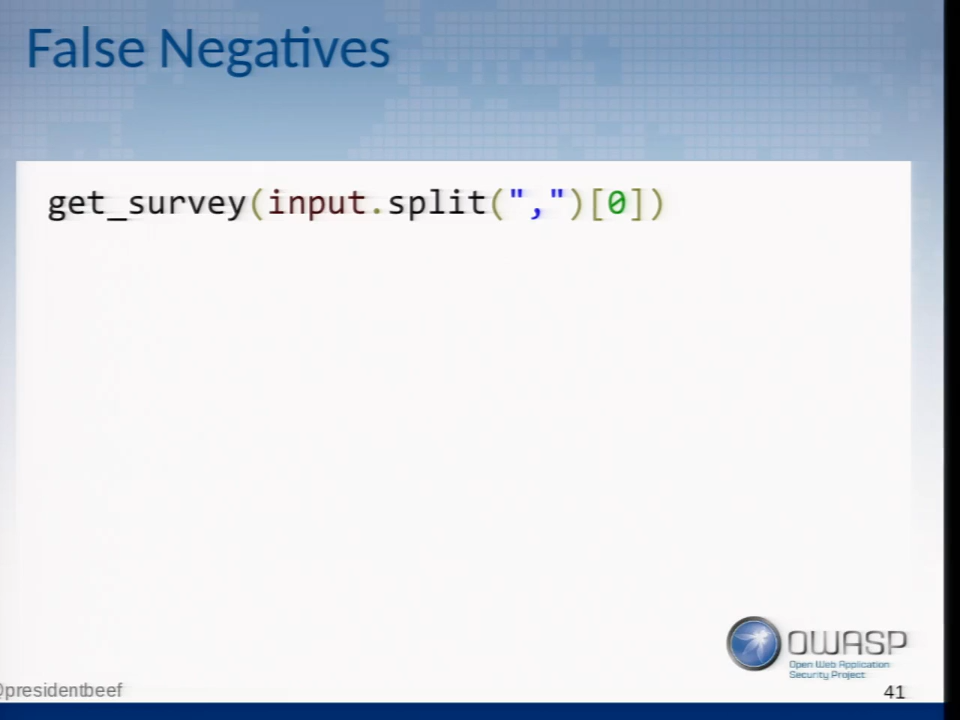 False Negatives
get_survey(input.split(",")[0])
OWASP
Open Web Application
Security Project
@presidentbeef
41